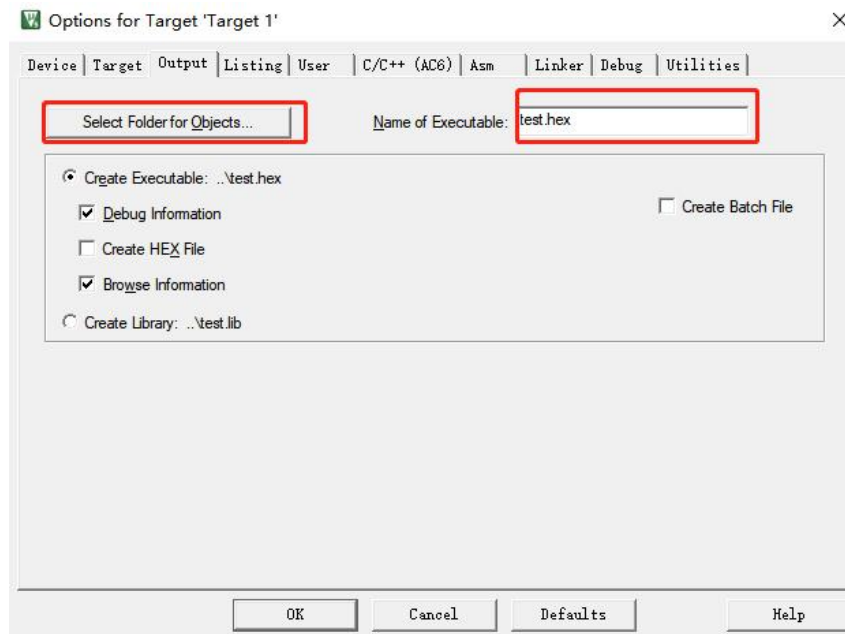 Options for Target 'Target 1'
Device Target Output Listing User C/C++ (AC6) Asm Linker Debug Utilities
Select Folder for Objects... Name of Executable: test.hex
Create Executable: ..\test.hex
Create Batch File
Debug Information
Create HEX File
Browse Information
Create Library: ..\test.lib
OK Cancel Defaults Help